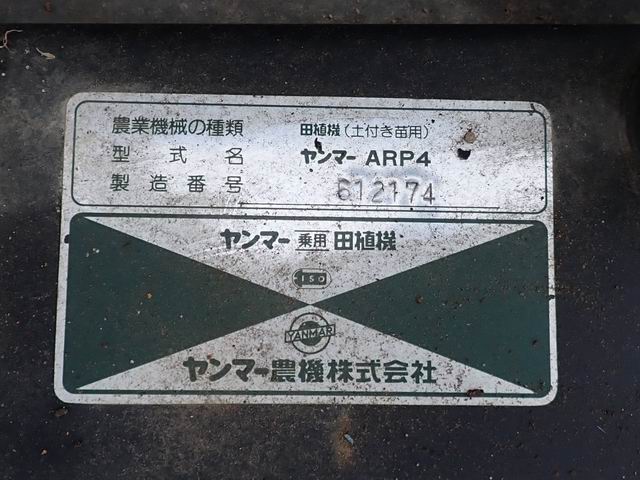 農業機械の種類 田植機(土付き苗用)
型式名 ヤンマー ARP4
製造番号 612174
ヤンマー 乗用 田植機
ISO
YANMAR
ヤンマー農機株式会社